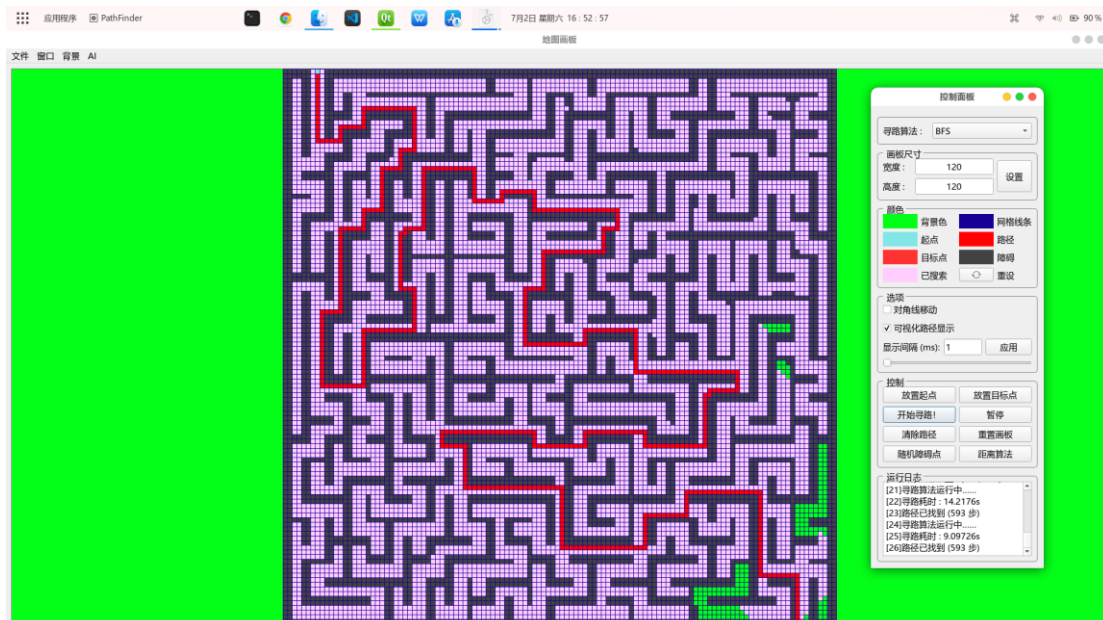 应用程序 PathFinder 7月2日 星期六 16 : 52 : 57 90 %
地图画板
文件 窗口 背景 AI
控制面板
寻路算法： BFS
画板尺寸
宽度： 120
设置
高度： 120
颜色
背景色 网格线条
起点 路径
目标点 障碍
已搜索 重设
选项
对角线移动
可视化路径显示
显示间隔 (ms): 1 应用
控制
放置起点 放置目标点
开始寻路! 暂停
清除路径 重置画板
随机障碍点 距离算法
运行日志
[21]寻路算法运行中......
[22]寻路耗时 : 14.2176s
[23]路径已找到 (593 步)
[24]寻路算法运行中......
[25]寻路耗时 : 9.09726s
[26]路径已找到 (593 步)